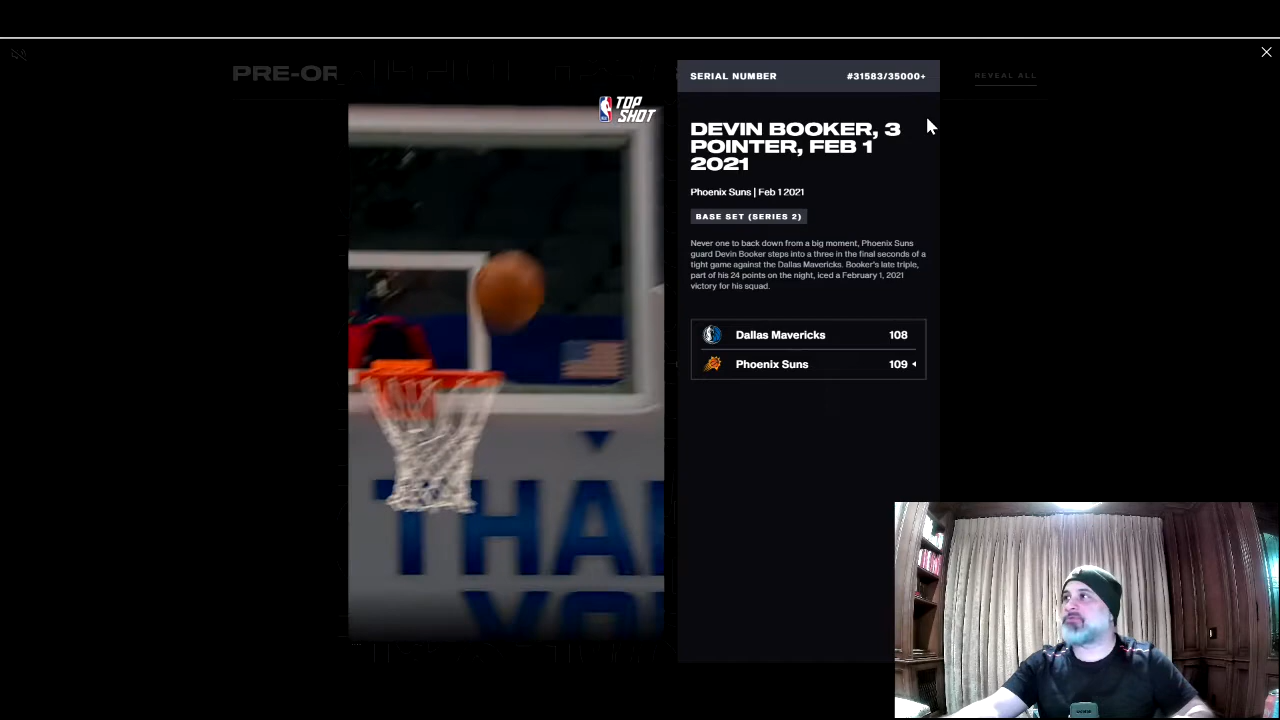 PRE-OR
REVEAL ALL
TOP
SHOT
SERIAL NUMBER #31583/35000+
DEVIN BOOKER, 3
POINTER, FEB 1
2021
Phoenix Suns | Feb 1 2021
BASE SET (SERIES 2)
Never one to back down from a big moment, Phoenix Suns
guard Devin Booker steps into a three in the final seconds of a
tight game against the Dallas Mavericks. Booker's late triple,
part of his 24 points on the night, iced a February 1, 2021
victory for his squad.
Dallas Mavericks 108
Phoenix Suns 109
THA
YO